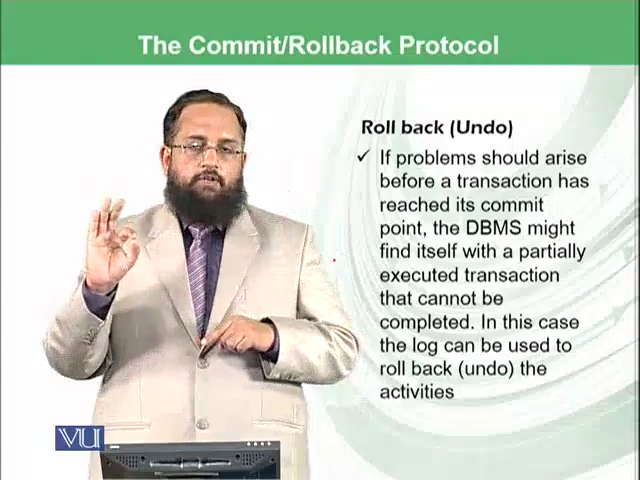 The Commit/Rollback Protocol
Roll back (Undo)
✓ If problems should arise
before a transaction has
reached its commit
point, the DBMS might
find itself with a partially
executed transaction
that cannot be
completed. In this case
the log can be used to
roll back (undo) the
activities
VU